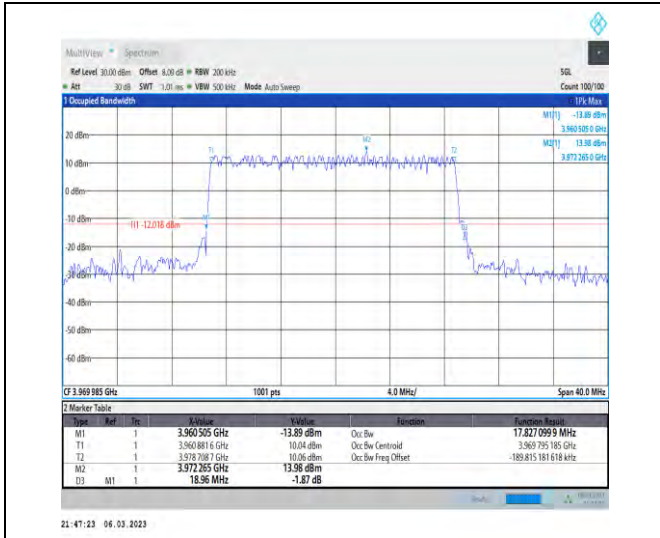 MultiView Spectrum
Ref Level 30.00 dBm Offset 8.00 dB RBW 200 kHz SGL
Att 30 dB SWT 1.01 ms VBW 500 kHz Mode Auto Sweep Count 100/100
1 Occupied Bandwidth 1Pk Max
M1[1] -13.89 dBm
3.960 505 0 GHz
M2[1] 13.98 dBm
3.972 265 0 GHz
20 dBm
M2
T1 T2
10 dBm
0 dBm
-10 dBm
H1 -12.018 dBm
-20 dBm
-30 dBm
-40 dBm
-50 dBm
-60 dBm
CF 3.969 985 GHz 1001 pts 4.0 MHz/ Span 40.0 MHz
2 Marker Table
Type Ref Trc X-Value Y-Value Function Function Result
M1 1 3.960 505 GHz -13.89 dBm Occ Bw 17.827 099 9 MHz
T1 1 3.960 881 6 GHz 10.04 dBm Occ Bw Centroid 3.969 795 185 GHz
T2 1 3.978 708 7 GHz 10.06 dBm Occ Bw Freq Offset -189.815 181 618 kHz
M2 1 3.972 265 GHz 13.98 dBm
D3 M1 1 18.96 MHz -1.87 dB
21:47:23 06.03.2023